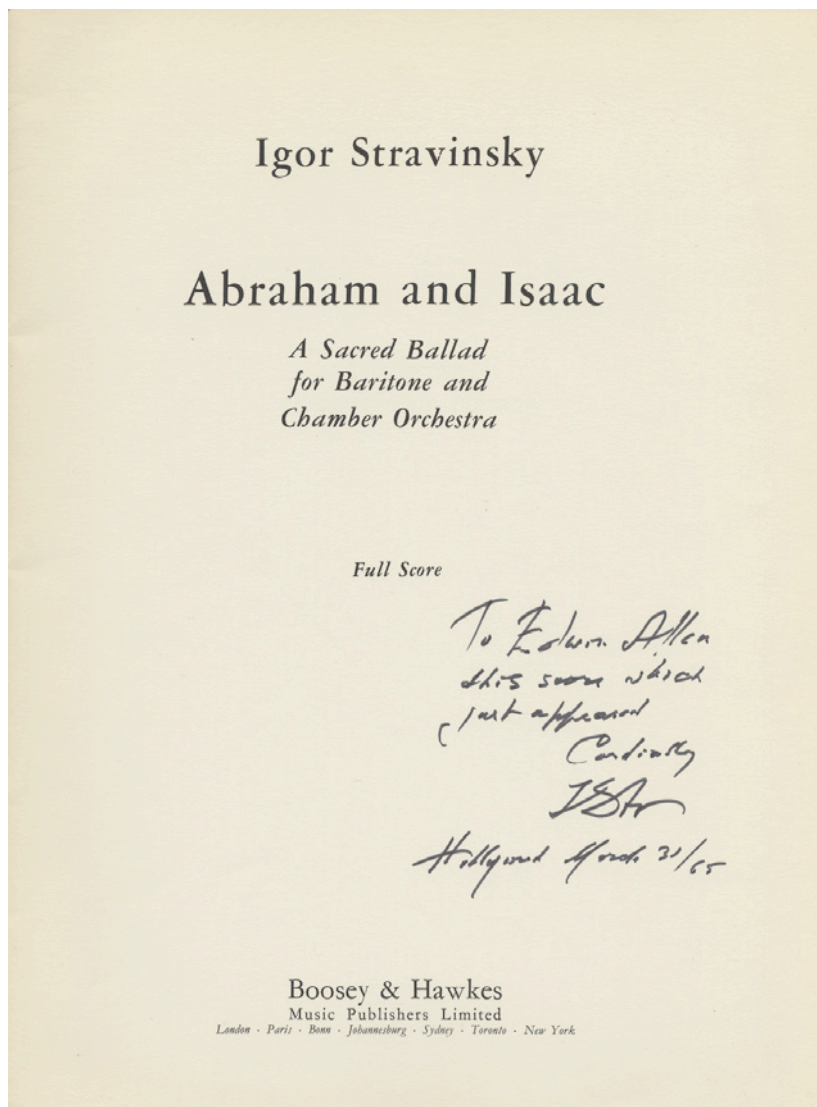 Igor Stravinsky
Abraham and Isaac
A Sacred Ballad
for Baritone and
Chamber Orchestra
Full Score
To Edwin Allen
this score which
just appeared
Cordially
IStr
Hollywood March 31/65
Boosey & Hawkes
Music Publishers Limited
London · Paris · Bonn · Johannesburg · Sydney · Toronto · New York